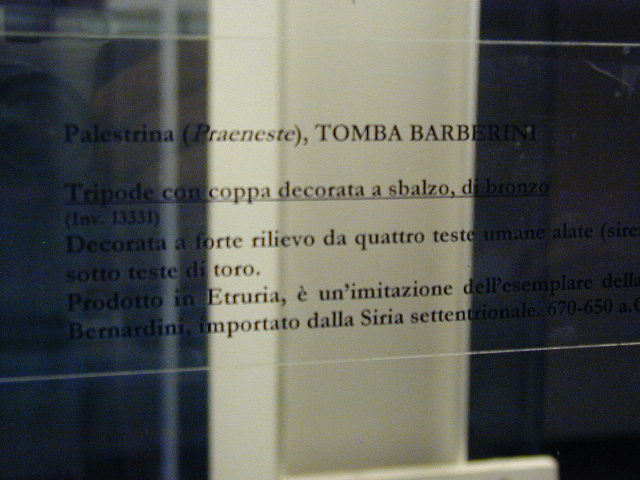 Palestrina (Praeneste), TOMBA BARBERINI
Tripode con coppa decorata a sbalzo, di bronzo
(Inv. 13331)
Decorata a forte rilievo da quattro teste umane alate (sire
sotto teste di toro.
Prodotto in Etruria, è un'imitazione dell'esemplare della
Bernardini, importato dalla Siria settentrionale. 670-650 a.C